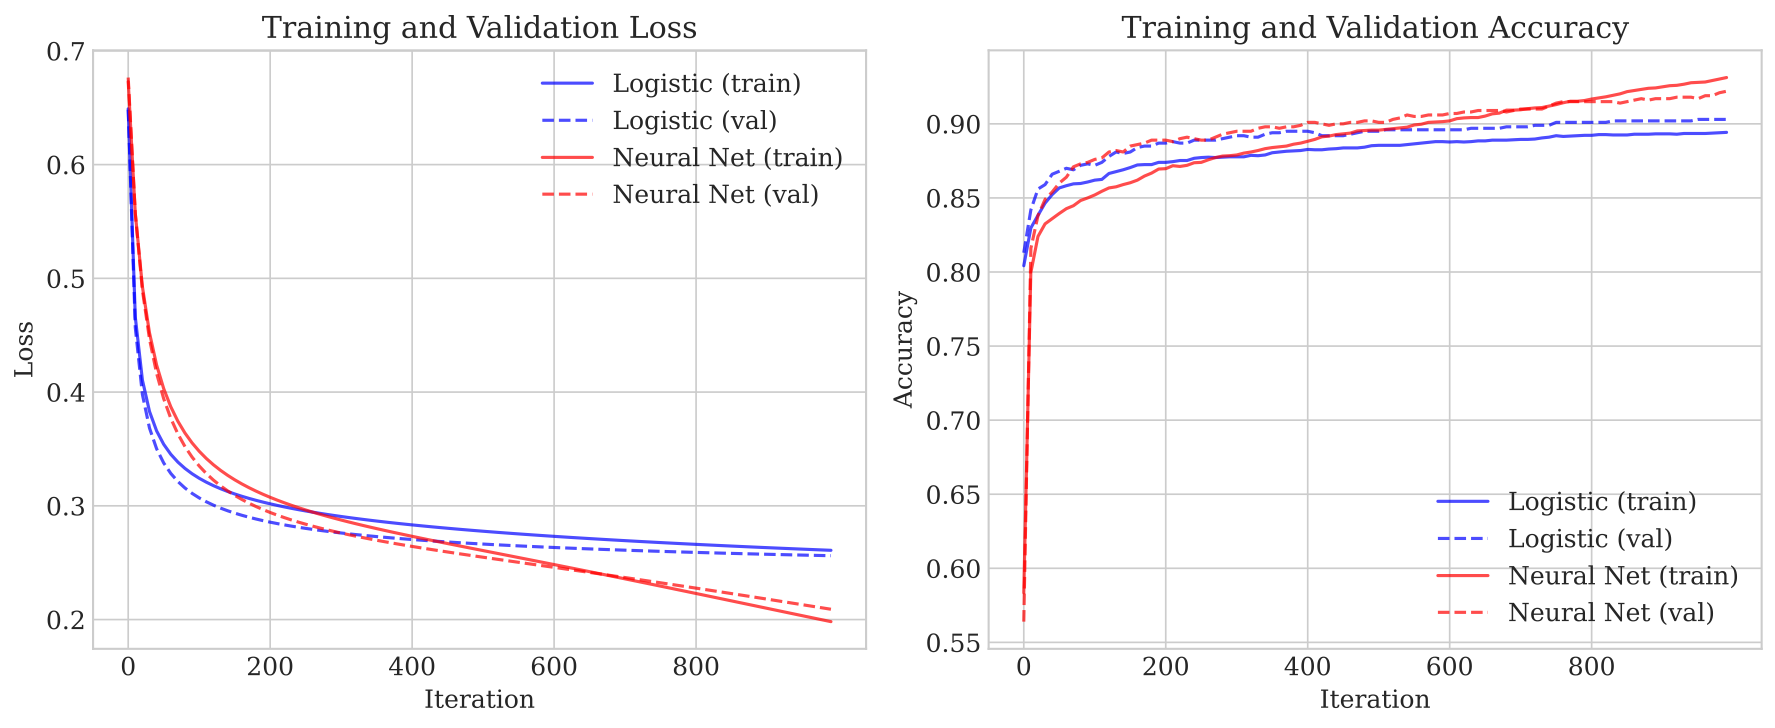 Training and Validation Loss
0.7
0.6
0.5
0.4
0.3
0.2
Loss
0
200
400
600
800
Iteration
Logistic (train)
Logistic (val)
Neural Net (train)
Neural Net (val)
Training and Validation Accuracy
0.90
0.85
0.80
0.75
0.70
0.65
0.60
0.55
Accuracy
0
200
400
600
800
Iteration
Logistic (train)
Logistic (val)
Neural Net (train)
Neural Net (val)